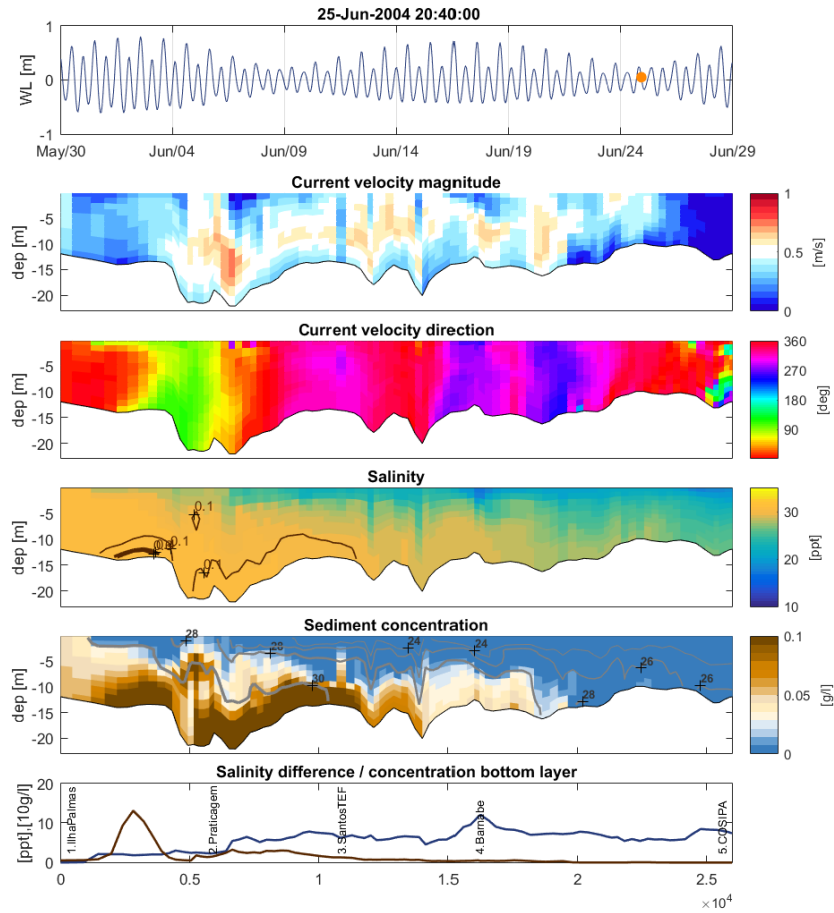 25-Jun-2004 20:40:00
1
0
-1
WL [m]
May/30 Jun/04 Jun/09 Jun/14 Jun/19 Jun/24 Jun/29
Current velocity magnitude
-5
-10
-15
-20
dep [m]
1
0.5
0
[m/s]
Current velocity direction
-5
-10
-15
-20
dep [m]
360
270
180
90
[deg]
Salinity
-5
-10
-15
-20
dep [m]
0.1
0.1
0.1
30
20
10
[ppt]
Sediment concentration
-5
-10
-15
-20
dep [m]
28
28
24
24
30
26
26
28
0.1
0.05
0
[g/l]
Salinity difference / concentration bottom layer
20
10
0
[ppt],[10g/l]
1.IlhaPalmas
2.Praticagem
3.SantosTEF
4.Barnabe
5.COSIPA
0 0.5 1 1.5 2 2.5
×10⁴